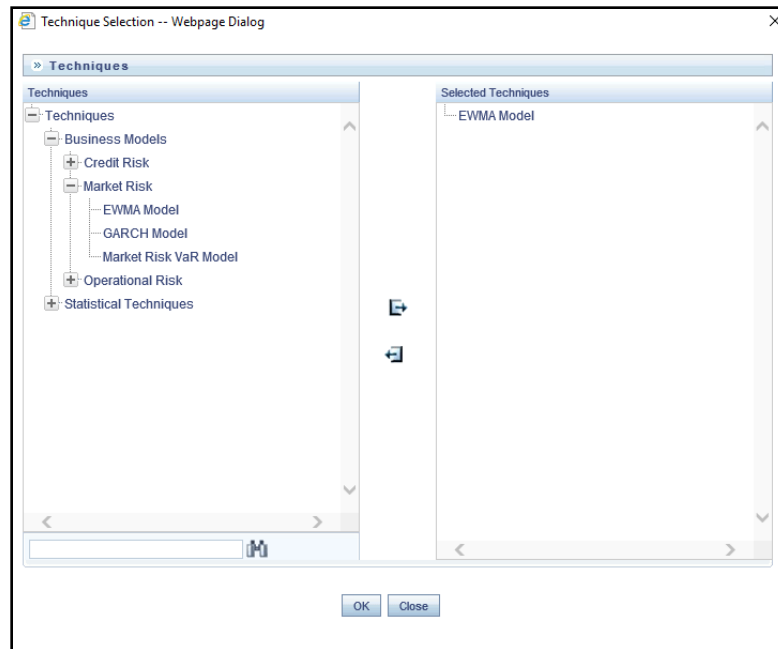 Technique Selection -- Webpage Dialog
Techniques
Techniques
Techniques
Business Models
Credit Risk
Market Risk
EWMA Model
GARCH Model
Market Risk VaR Model
Operational Risk
Statistical Techniques
Selected Techniques
EWMA Model
OK Close